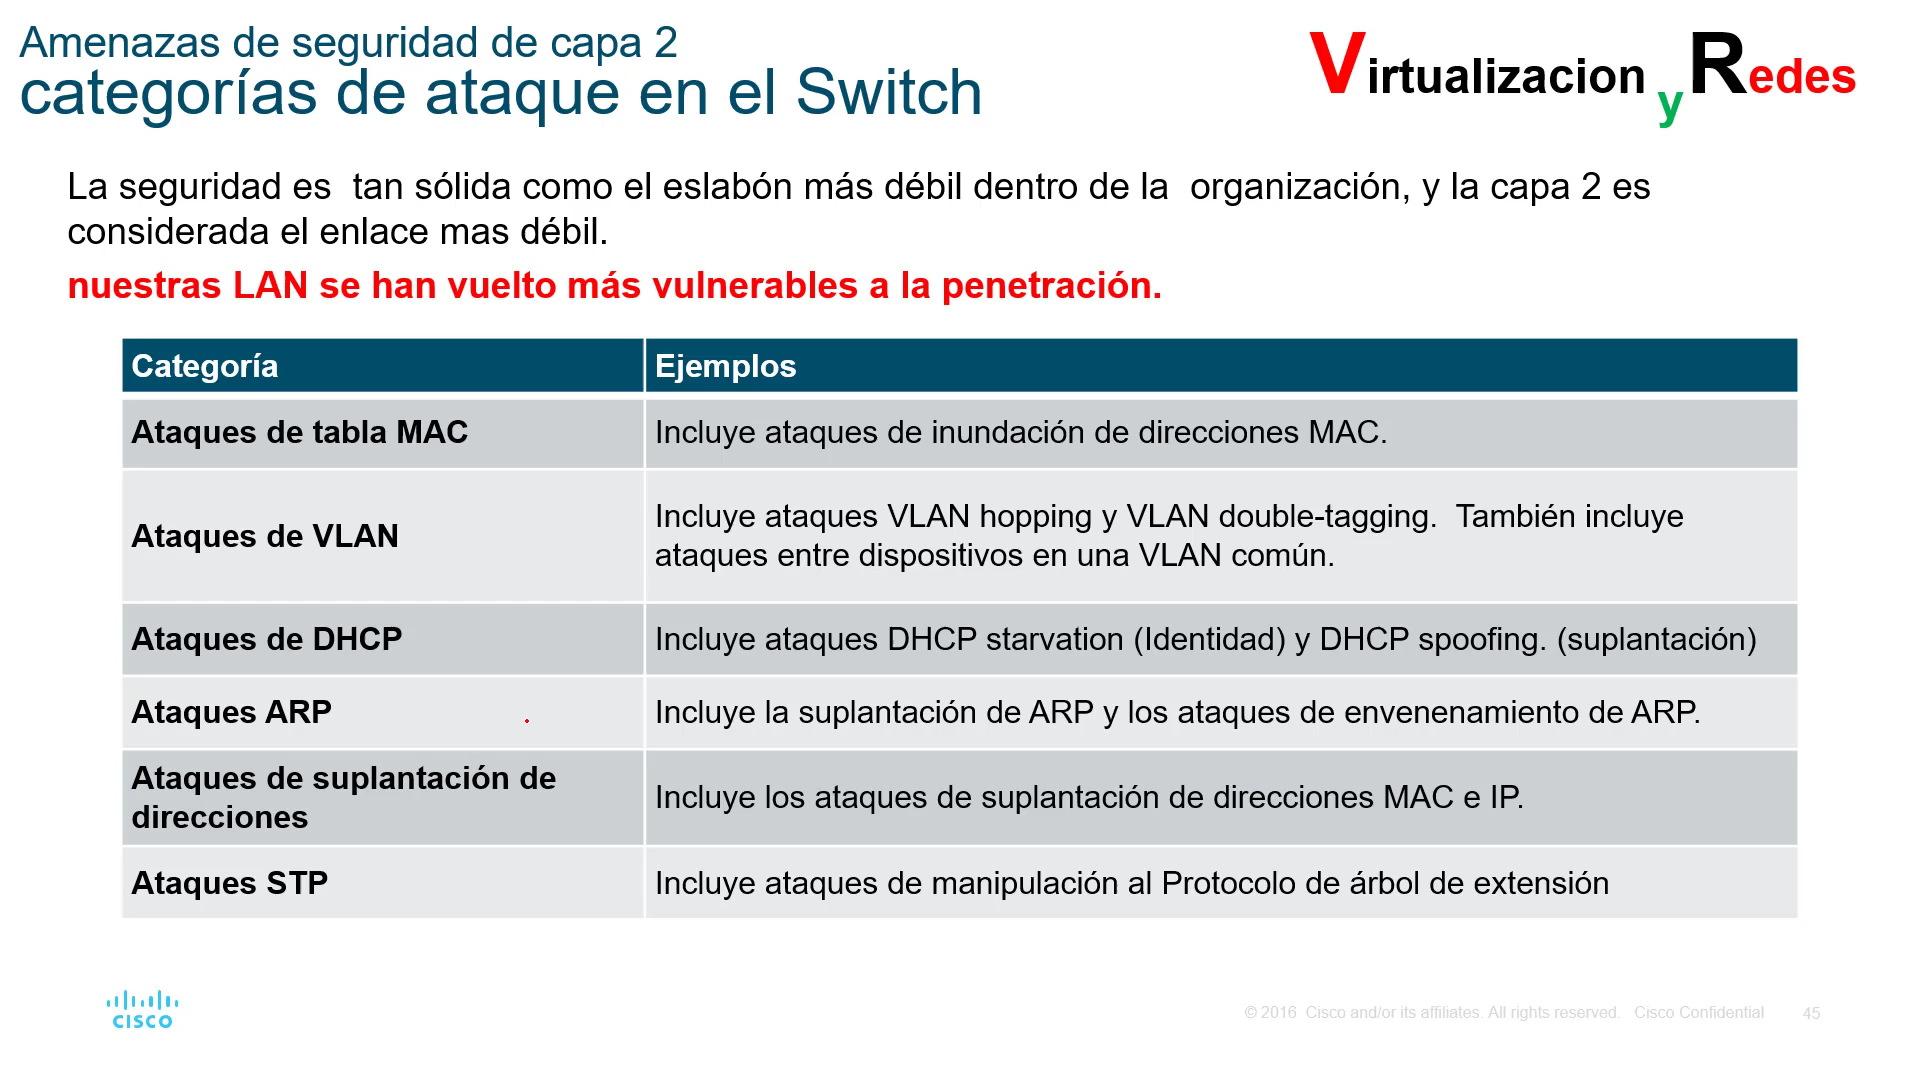 Amenazas de seguridad de capa 2
categorías de ataque en el Switch
Virtualizacion y Redes
La seguridad es  tan sólida como el eslabón más débil dentro de la  organización, y la capa 2 es
considerada el enlace mas débil.
nuestras LAN se han vuelto más vulnerables a la penetración.
Categoría
Ejemplos
Ataques de tabla MAC
Incluye ataques de inundación de direcciones MAC.
Ataques de VLAN
Incluye ataques VLAN hopping y VLAN double-tagging.  También incluye
ataques entre dispositivos en una VLAN común.
Ataques de DHCP
Incluye ataques DHCP starvation (Identidad) y DHCP spoofing. (suplantación)
Ataques ARP
Incluye la suplantación de ARP y los ataques de envenenamiento de ARP.
Ataques de suplantación de
direcciones
Incluye los ataques de suplantación de direcciones MAC e IP.
Ataques STP
Incluye ataques de manipulación al Protocolo de árbol de extensión
CISCO
© 2016  Cisco and/or its affiliates. All rights reserved.   Cisco Confidential
45